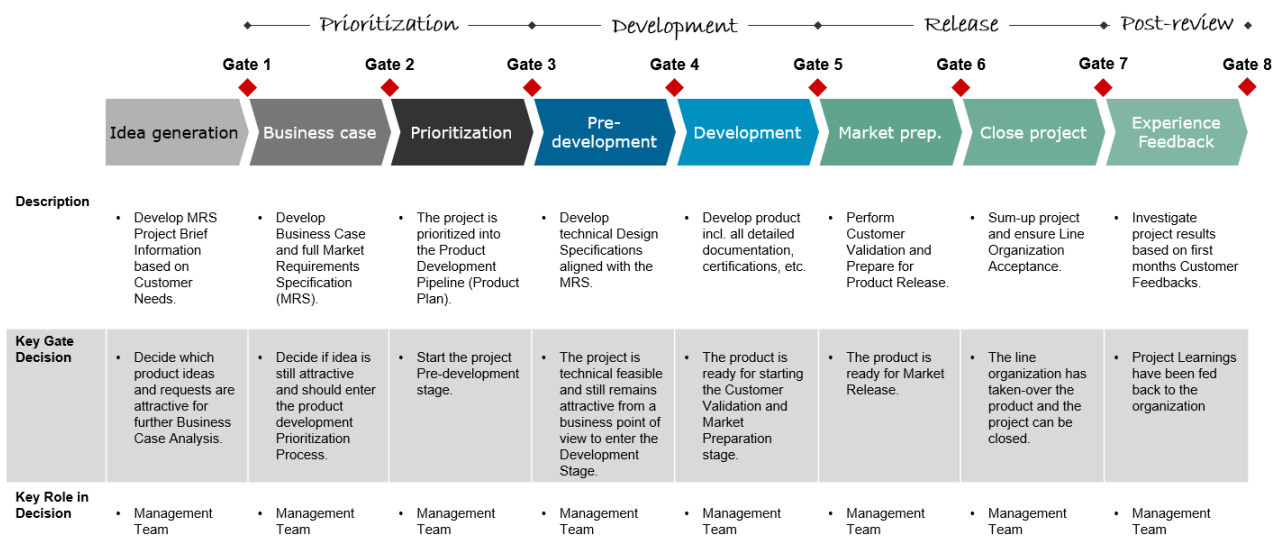 Prioritization Development Release Post-review
Gate 1 Gate 2 Gate 3 Gate 4 Gate 5 Gate 6 Gate 7 Gate 8
Idea generation
Business case
Prioritization
Pre-
development
Development
Market prep.
Close project
Experience
Feedback
Description
• Develop MRS
Project Brief
Information
based on
Customer
Needs.
• Develop
Business Case
and full Market
Requirements
Specification
(MRS).
• The project is
prioritized into
the Product
Development
Pipeline (Product
Plan).
• Develop
technical Design
Specifications
aligned with the
MRS.
• Develop product
incl. all detailed
documentation,
certifications, etc.
• Perform
Customer
Validation and
Prepare for
Product Release.
• Sum-up project
and ensure Line
Organization
Acceptance.
• Investigate
project results
based on first
months Customer
Feedbacks.
Key Gate
Decision
• Decide which
product ideas
and requests are
attractive for
further Business
Case Analysis.
• Decide if idea is
still attractive
and should enter
the product
development
Prioritization
Process.
• Start the project
Pre-development
stage.
• The project is
technical feasible
and still remains
attractive from a
business point of
view to enter the
Development
Stage.
• The product is
ready for starting
the Customer
Validation and
Market
Preparation
stage.
• The product is
ready for Market
Release.
• The line
organization has
taken-over the
product and the
project can be
closed.
• Project Learnings
have been fed
back to the
organization
Key Role in
Decision
• Management
Team
• Management
Team
• Management
Team
• Management
Team
• Management
Team
• Management
Team
• Management
Team
• Management
Team